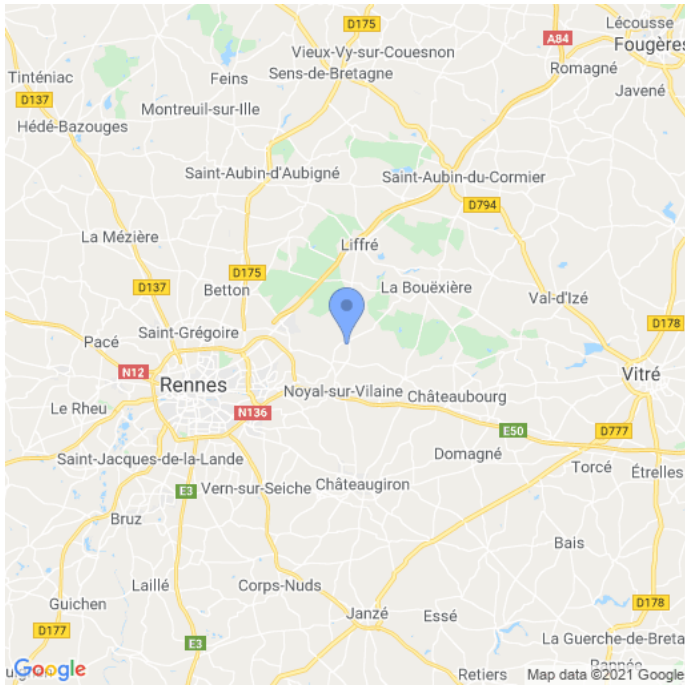 D175
Lécousse
A84
Fougères
Vieux-Vy-sur-Couesnon
Romagné
Tinténiac
Feins
Sens-de-Bretagne
Javené
D137
Montreuil-sur-Ille
Hédé-Bazouges
Saint-Aubin-d'Aubigné
Saint-Aubin-du-Cormier
D794
La Mézière
Liffré
D175
D137
Betton
La Bouëxière
Val-d'Izé
Saint-Grégoire
D178
Pacé
N12
Rennes
Vitré
Noyal-sur-Vilaine
Châteaubourg
Le Rheu
N136
E50
D777
Saint-Jacques-de-la-Lande
Domagné
Torcé
Étrelles
E3
Vern-sur-Seiche
Châteaugiron
Bruz
Bais
Laillé
Corps-Nuds
Guichen
Janzé
Essé
D178
D177
E3
La Guerche-de-Breta
Google
Retiers
Map data ©2021 Google